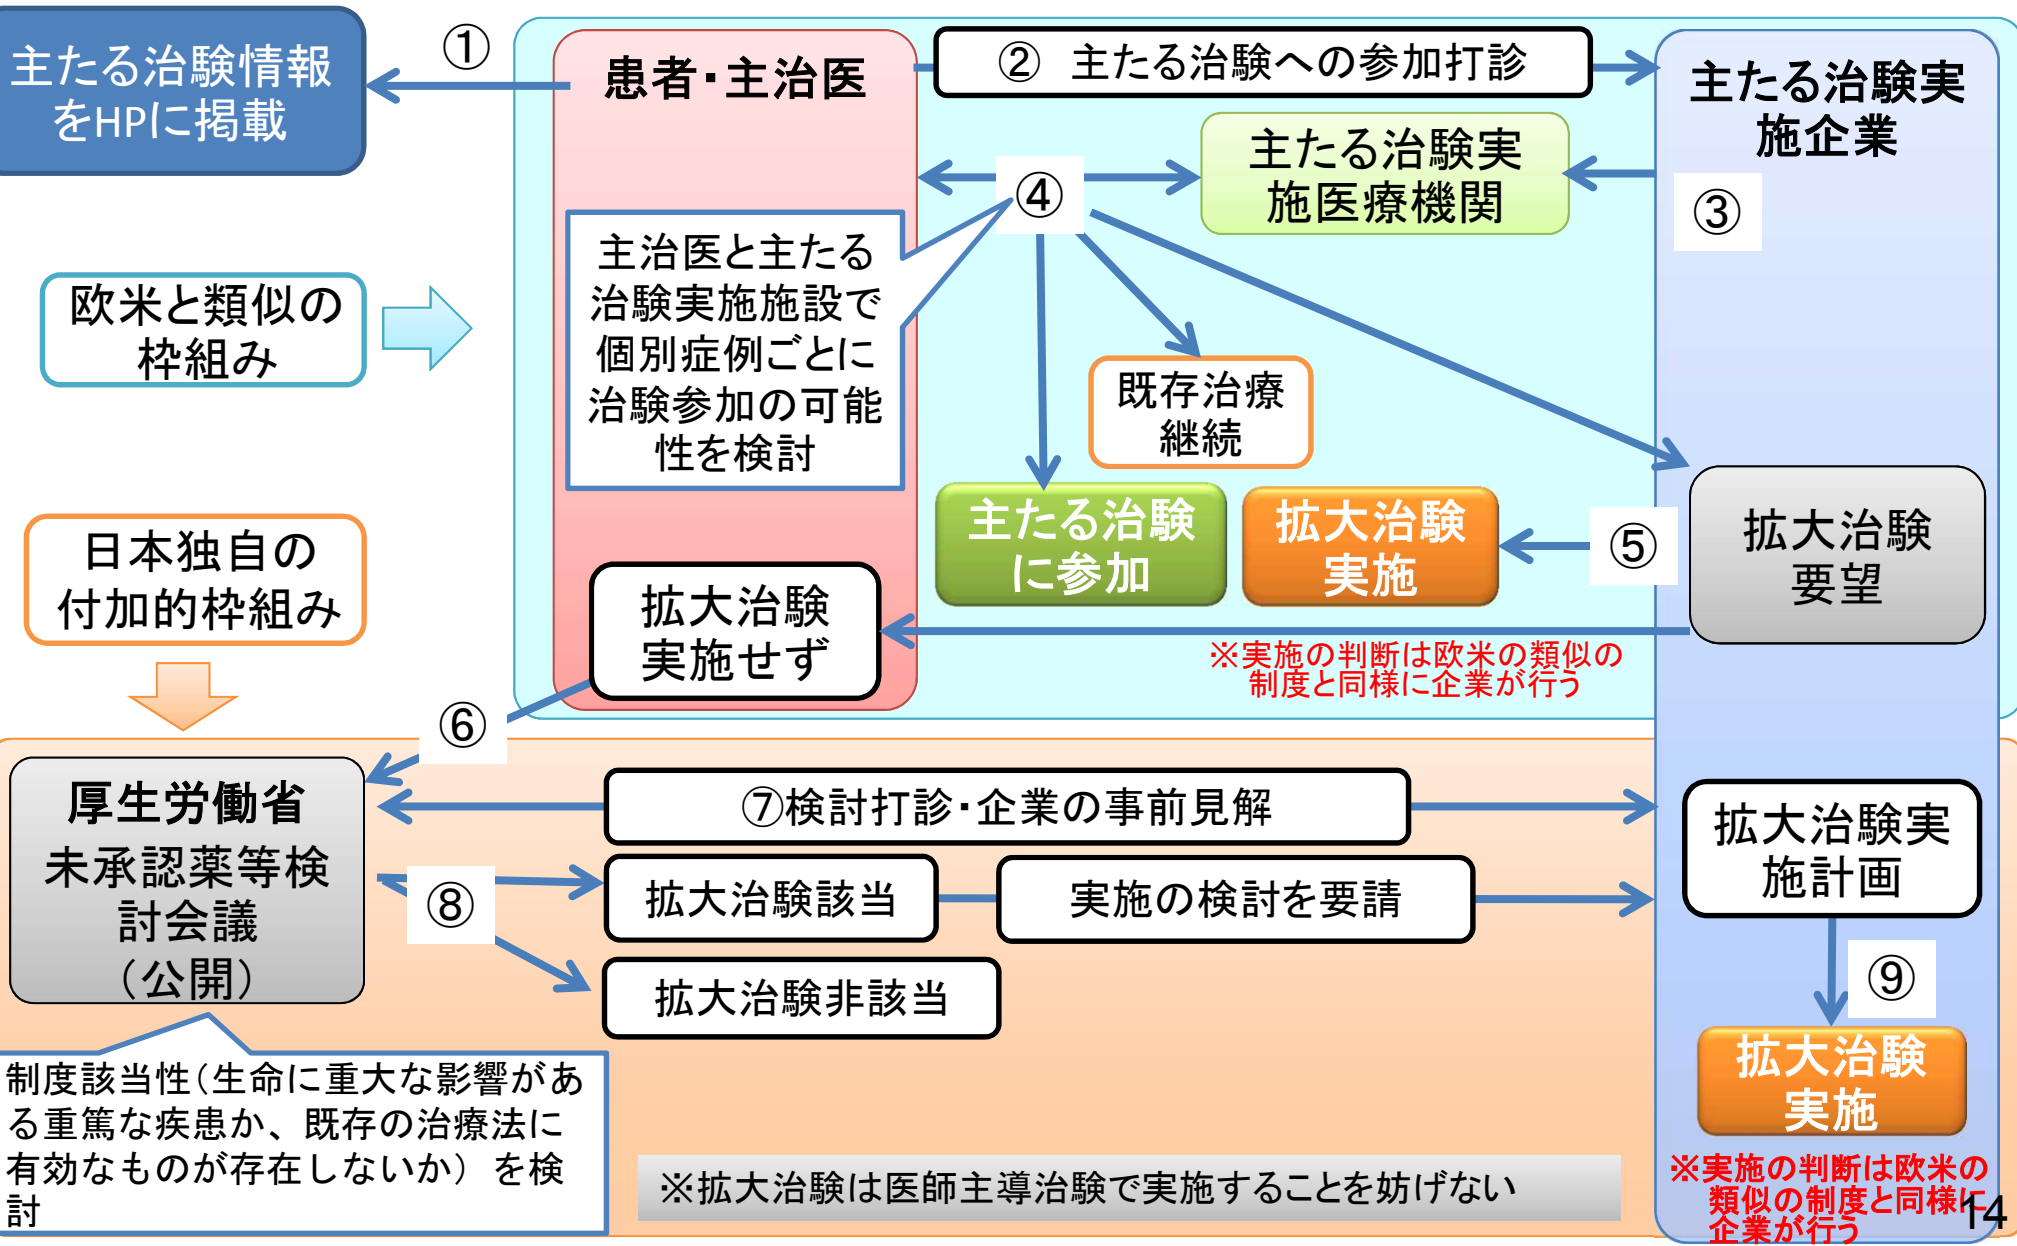 主たる治験情報
をHPに掲載
①
患者・主治医
② 主たる治験への参加打診
主たる治験実
施企業
主たる治験実
施医療機関
③
④
主治医と主たる
治験実施施設で
個別症例ごとに
治験参加の可能
性を検討
欧米と類似の
枠組み
既存治療
継続
主たる治験
に参加
拡大治験
実施
⑤
拡大治験
要望
日本独自の
付加的枠組み
拡大治験
実施せず
※実施の判断は欧米の類似の
制度と同様に企業が行う
⑥
厚生労働省
未承認薬等検
討会議
（公開）
⑦検討打診・企業の事前見解
⑧
拡大治験該当
実施の検討を要請
拡大治験非該当
拡大治験実
施計画
⑨
拡大治験
実施
制度該当性（生命に重大な影響があ
る重篤な疾患か、既存の治療法に
有効なものが存在しないか）を検
討
※拡大治験は医師主導治験で実施することを妨げない
※実施の判断は欧米の
類似の制度と同様に
企業が行う
14